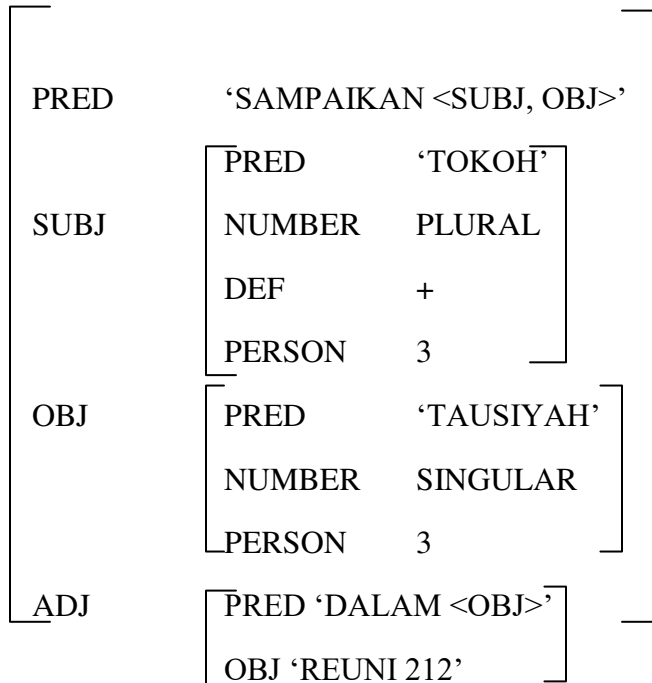 PRED ‘SAMPAIKAN <SUBJ, OBJ>’
PRED ‘TOKOH’
SUBJ NUMBER PLURAL
DEF +
PERSON 3
OBJ PRED ‘TAUSIYAH’
NUMBER SINGULAR
PERSON 3
ADJ PRED ‘DALAM <OBJ>’
OBJ ‘REUNI 212’